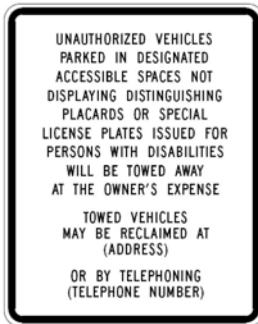 UNAUTHORIZED VEHICLES
PARKED IN DESIGNATED
ACCESSIBLE SPACES NOT
DISPLAYING DISTINGUISHING
PLACARDS OR SPECIAL
LICENSE PLATES ISSUED FOR
PERSONS WITH DISABILITIES
WILL BE TOWED AWAY
AT THE OWNER'S EXPENSE
TOWED VEHICLES
MAY BE RECLAIMED AT
(ADDRESS)
OR BY TELEPHONING
(TELEPHONE NUMBER)